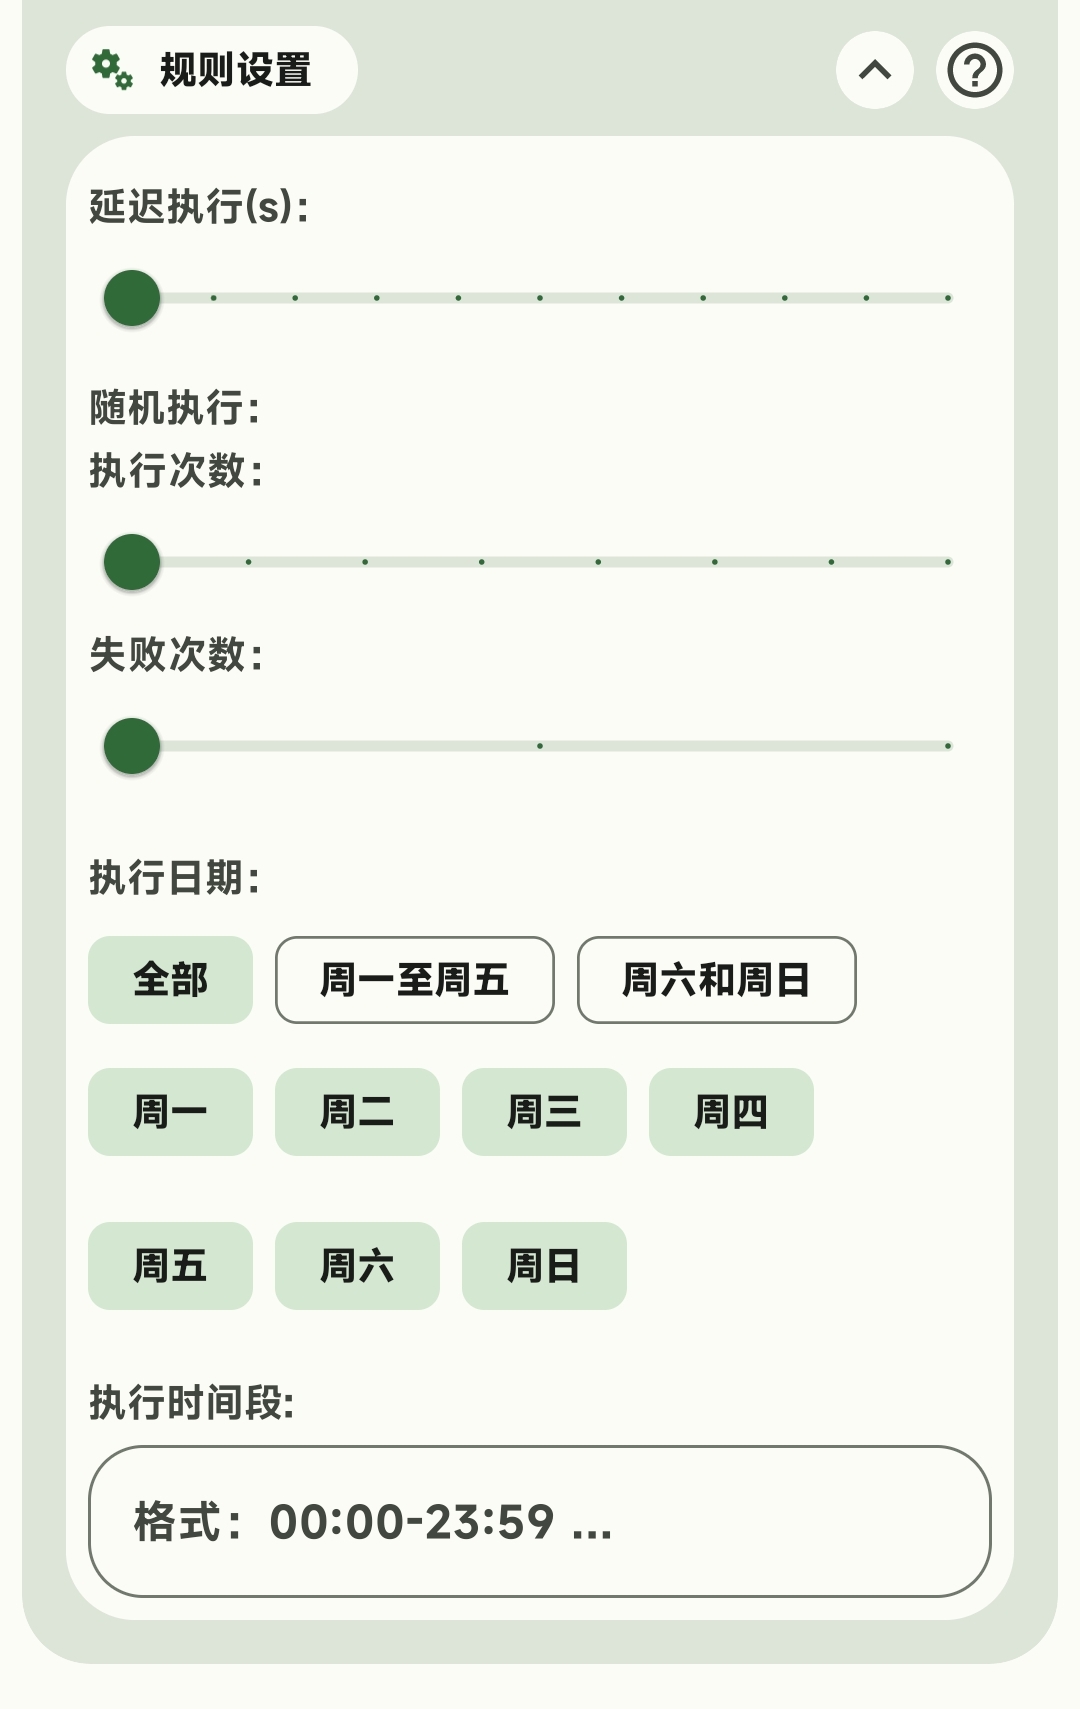 规则设置
延迟执行(s):
随机执行:
执行次数:
失败次数:
执行日期:
全部 周一至周五 周六和周日
周一 周二 周三 周四
周五 周六 周日
执行时间段:
格式: 00:00-23:59 ...